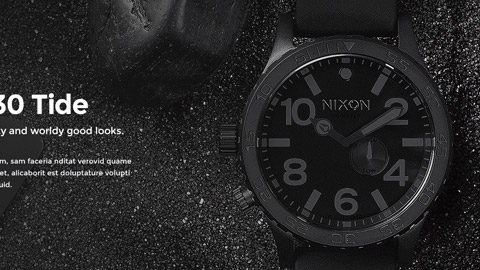 30 Tide
y and worldy good looks.
m, sam faceria nditat verovid quame
et, alicaborit est doluptature volupti-
uid.
NIXON
10
2
8
6
4